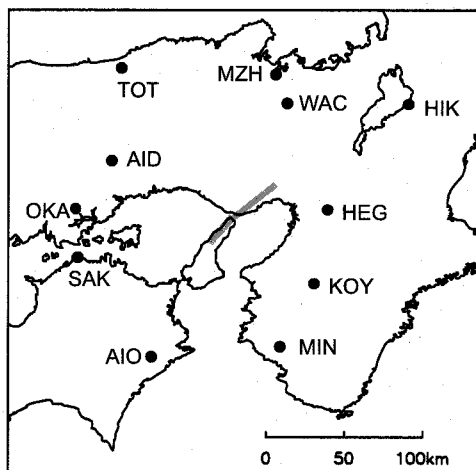 MZH
TOT
WAC
HIK
AID
OKA
HEG
SAK
KOY
MIN
AIO
0 50 100km